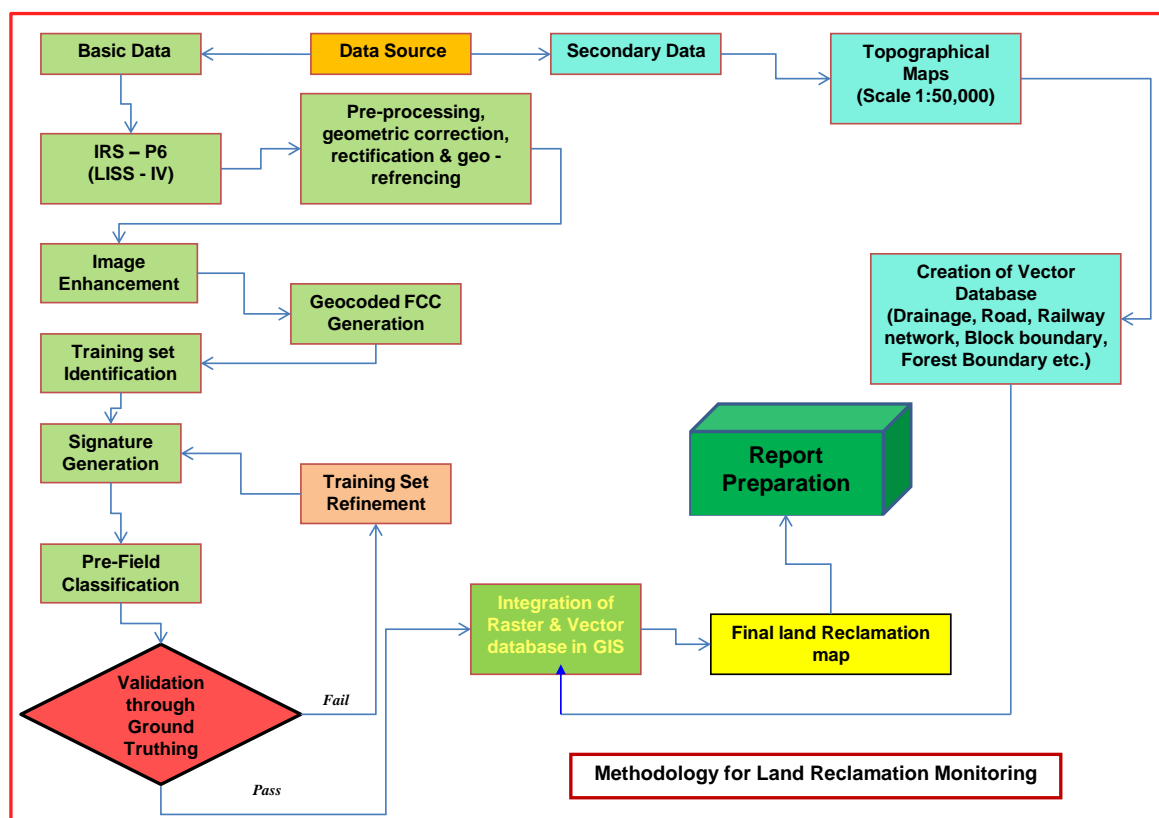 Basic Data
Data Source
Secondary Data
Topographical
Maps
(Scale 1:50,000)
IRS – P6
(LISS - IV)
Pre-processing,
geometric correction,
rectification & geo -
refrencing
Image
Enhancement
Geocoded FCC
Generation
Creation of Vector
Database
(Drainage, Road, Railway
network, Block boundary,
Forest Boundary etc.)
Training set
Identification
Signature
Generation
Training Set
Refinement
Report
Preparation
Pre-Field
Classification
Integration of
Raster & Vector
database in GIS
Final land Reclamation
map
Validation
through
Ground
Truthing
Fail
Pass
Methodology for Land Reclamation Monitoring